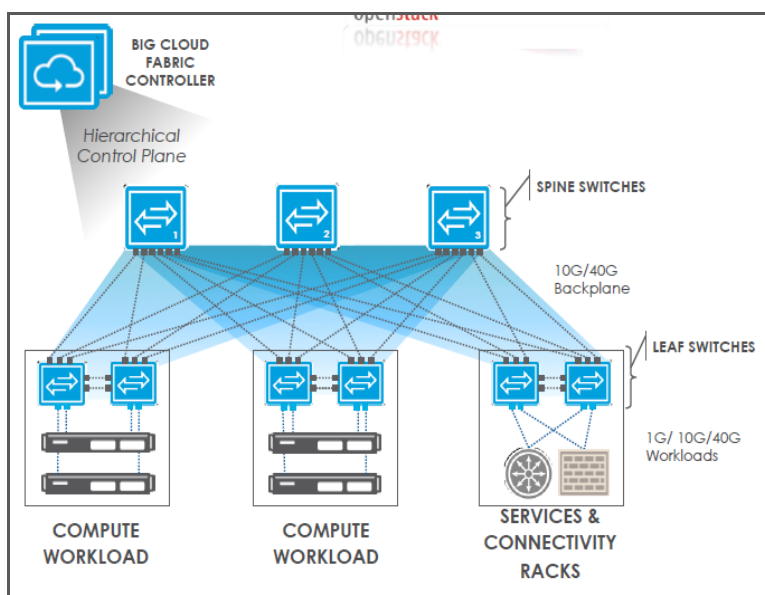 openstack
openstack
BIG CLOUD
FABRIC
CONTROLLER
Hierarchical
Control Plane
SPINE SWITCHES
1
2
3
10G/40G
Backplane
LEAF SWITCHES
1G/ 10G/40G
Workloads
COMPUTE
WORKLOAD
COMPUTE
WORKLOAD
SERVICES &
CONNECTIVITY
RACKS